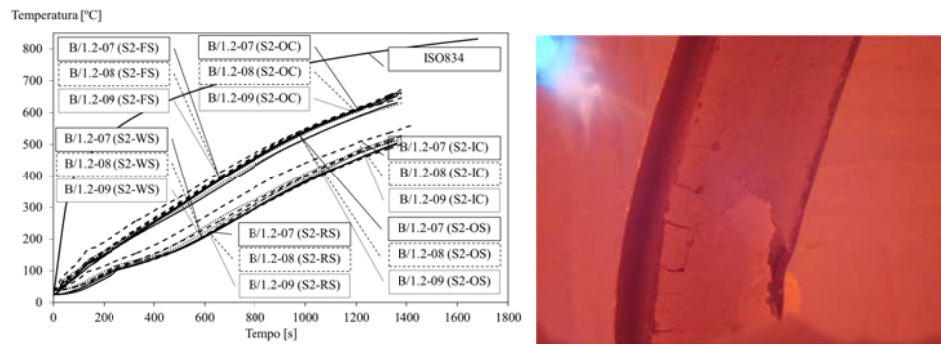 Temperatura [ºC]
800
700
600
500
400
300
200
100
0
B/1.2-07 (S2-FS)
B/1.2-08 (S2-FS)
B/1.2-09 (S2-FS)
B/1.2-07 (S2-OC)
B/1.2-08 (S2-OC)
B/1.2-09 (S2-OC)
ISO834
B/1.2-07 (S2-WS)
B/1.2-08 (S2-WS)
B/1.2-09 (S2-WS)
B/1.2-07 (S2-IC)
B/1.2-08 (S2-IC)
B/1.2-09 (S2-IC)
B/1.2-07 (S2-RS)
B/1.2-08 (S2-RS)
B/1.2-09 (S2-RS)
B/1.2-07 (S2-OS)
B/1.2-08 (S2-OS)
B/1.2-09 (S2-OS)
0 200 400 600 800 1000 1200 1400 1600 1800
Tempo [s]